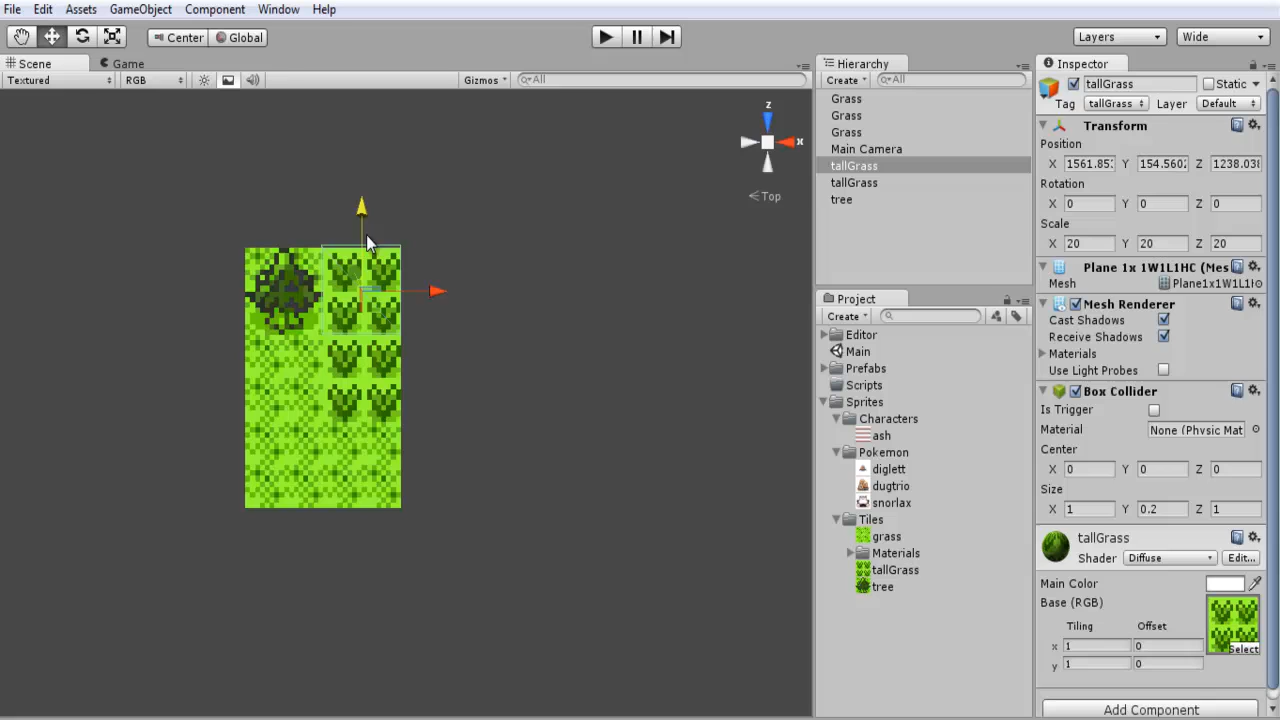 File Edit Assets GameObject Component Window Help
Center Global Layers Wide
Scene Game Hierarchy Inspector
Textured RGB Gizmos All Create All tallGrass Static
Tag tallGrass Layer Default
Grass
Grass
Grass
Main Camera
tallGrass
tallGrass
tree
z
x
Top
Transform
Position
X 1561.85 Y 154.560 Z 1238.03
Rotation
X 0 Y 0 Z 0
Scale
X 20 Y 20 Z 20
Plane 1x 1W1L1HC (Mes
Mesh Plane1x1W1L1
Mesh Renderer
Cast Shadows
Receive Shadows
Materials
Use Light Probes
Box Collider
Is Trigger
Material None (Physic Mat
Center
X 0 Y 0 Z 0
Size
X 1 Y 0.2 Z 1
tallGrass
Shader Diffuse Edit...
Main Color
Base (RGB)
Tiling Offset
x 1 0
y 1 0
Select
Add Component
Project
Create
Editor
Main
Prefabs
Scripts
Sprites
Characters
ash
Pokemon
diglett
dugtrio
snorlax
Tiles
grass
Materials
tallGrass
tree